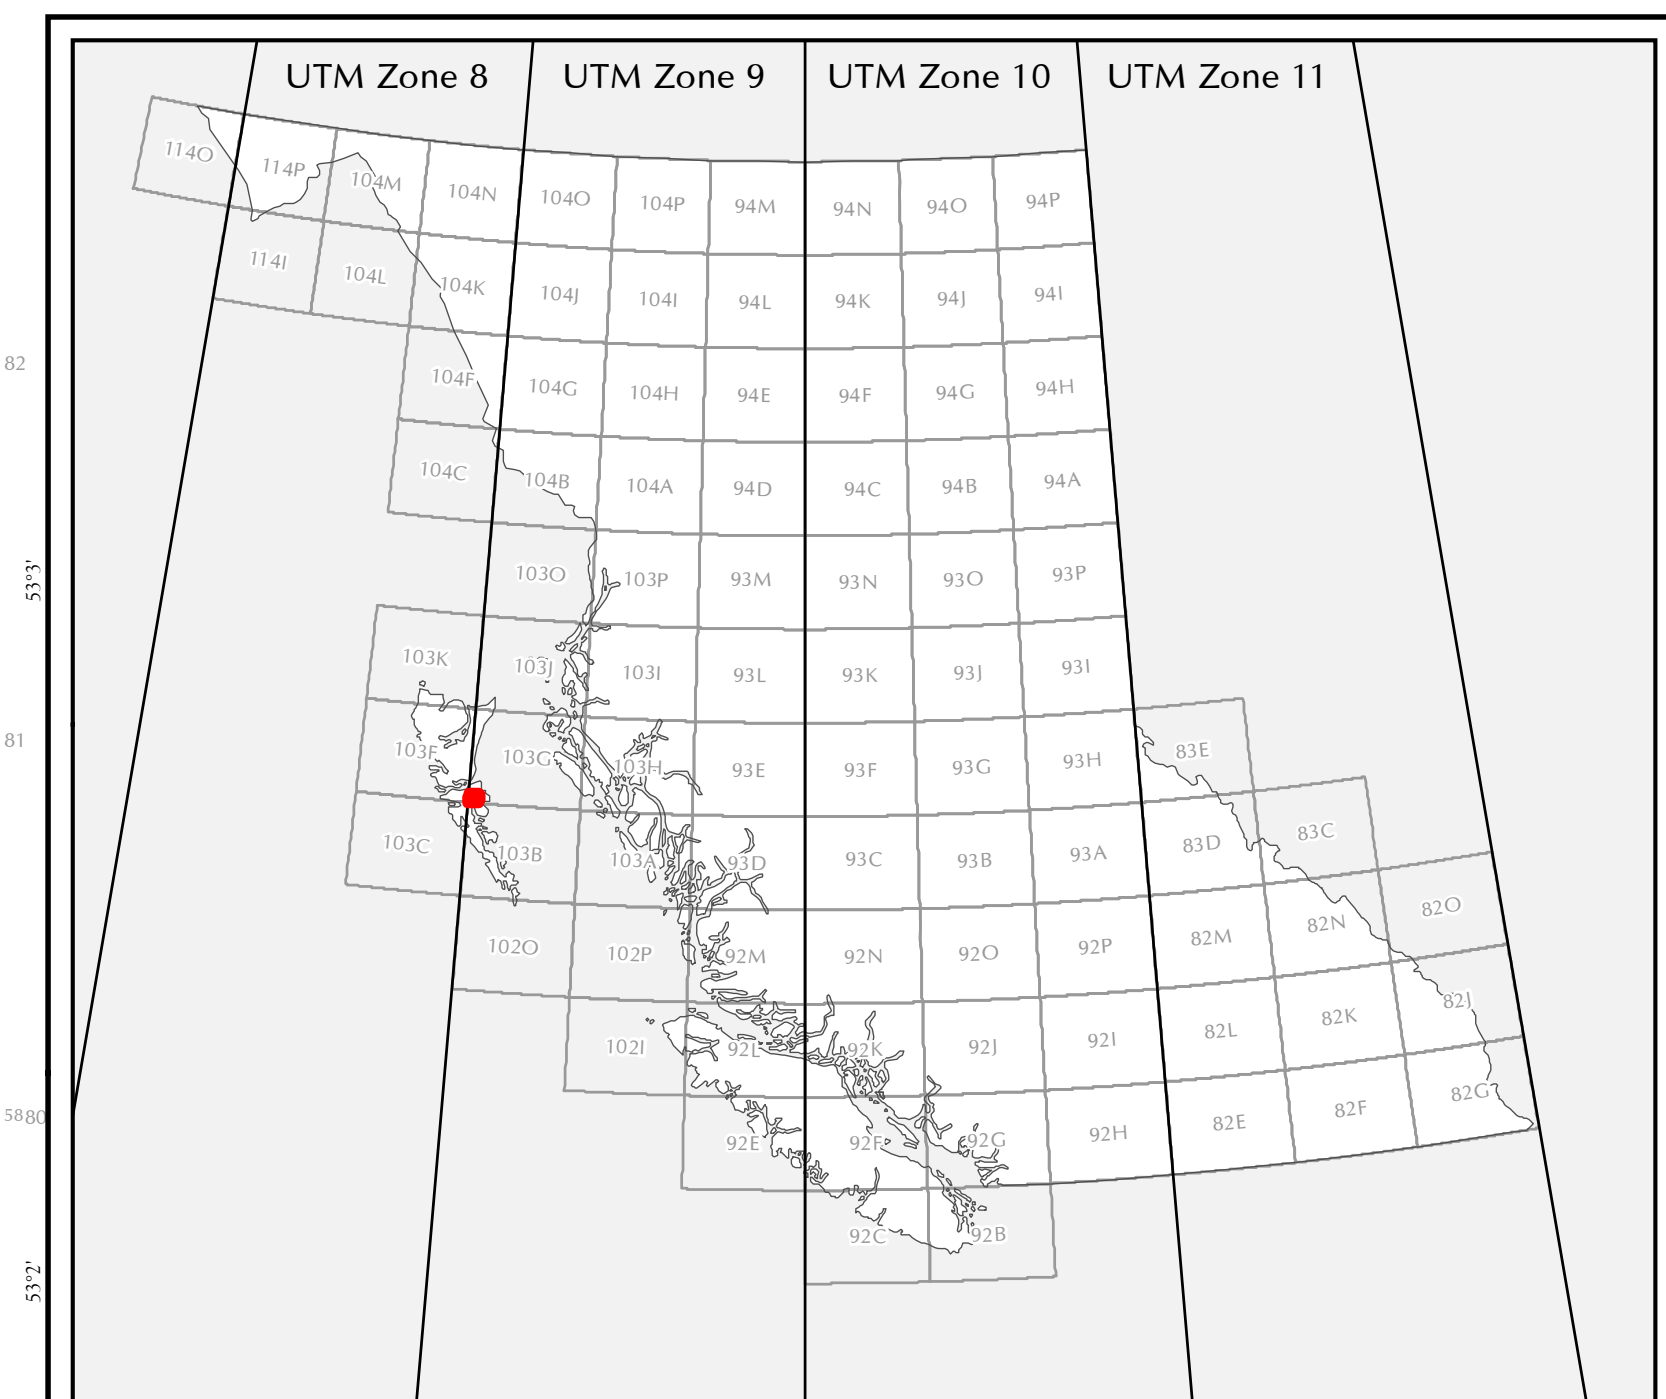 UTM Zone 8 UTM Zone 9 UTM Zone 10 UTM Zone 11
114O 114P 104M 104N 104O 104P 94M 94N 94O 94P
114I 104L 104K 104J 104I 94L 94K 94J 94I
82
104F 104G 104H 94E 94F 94G 94H
104C 104B 104A 94D 94C 94B 94A
53°3'
103O 103P 93M 93N 93O 93P
103K 103J 103I 93L 93K 93J 93I
81
103F 103G 103H 93E 93F 93G 93H 83E
103C 103B 103A 93D 93C 93B 93A 83D 83C
102O 102P 92M 92N 92O 92P 82M 82N 82O
102I 92L 92K 92J 92I 82L 82K 82J
5880
92E 92F 92G 92H 82E 82F 82G
92C 92B
53°2'